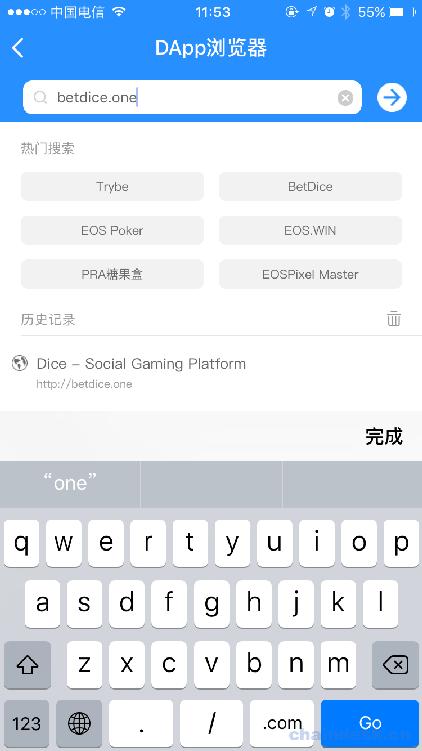 中国电信 11:53 55%
DApp浏览器
betdice.one
热门搜索
Trybe BetDice
EOS Poker EOS.WIN
PRA糖果盒 EOSPixel Master
历史记录
Dice – Social Gaming Platform
http://betdice.one
完成
“one”
q w e r t y u i o p
a s d f g h j k l
z x c v b n m
123 . / .com Go